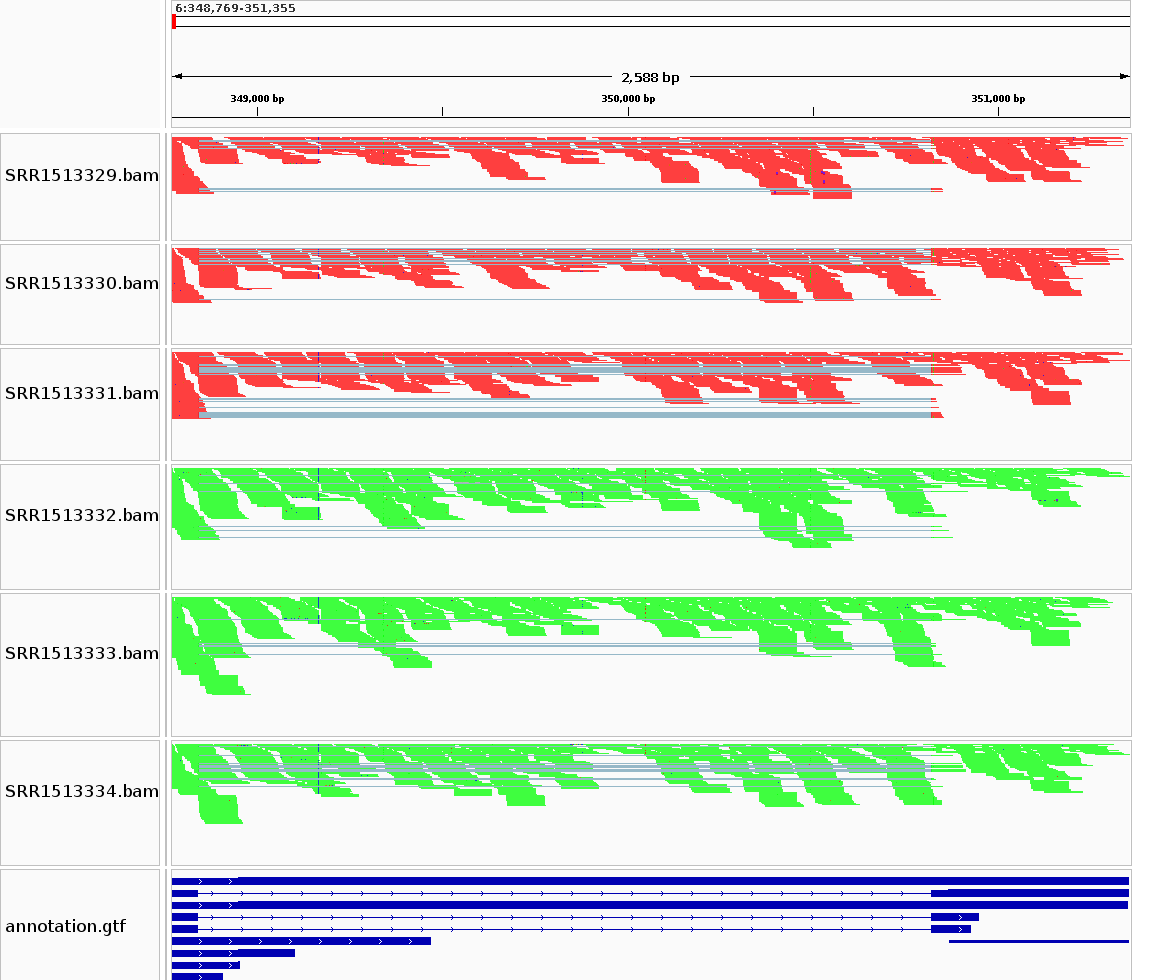 6:348,769-351,355
2,588 bp
349,000 bp 350,000 bp 351,000 bp
SRR1513329.bam
SRR1513330.bam
SRR1513331.bam
SRR1513332.bam
SRR1513333.bam
SRR1513334.bam
annotation.gtf